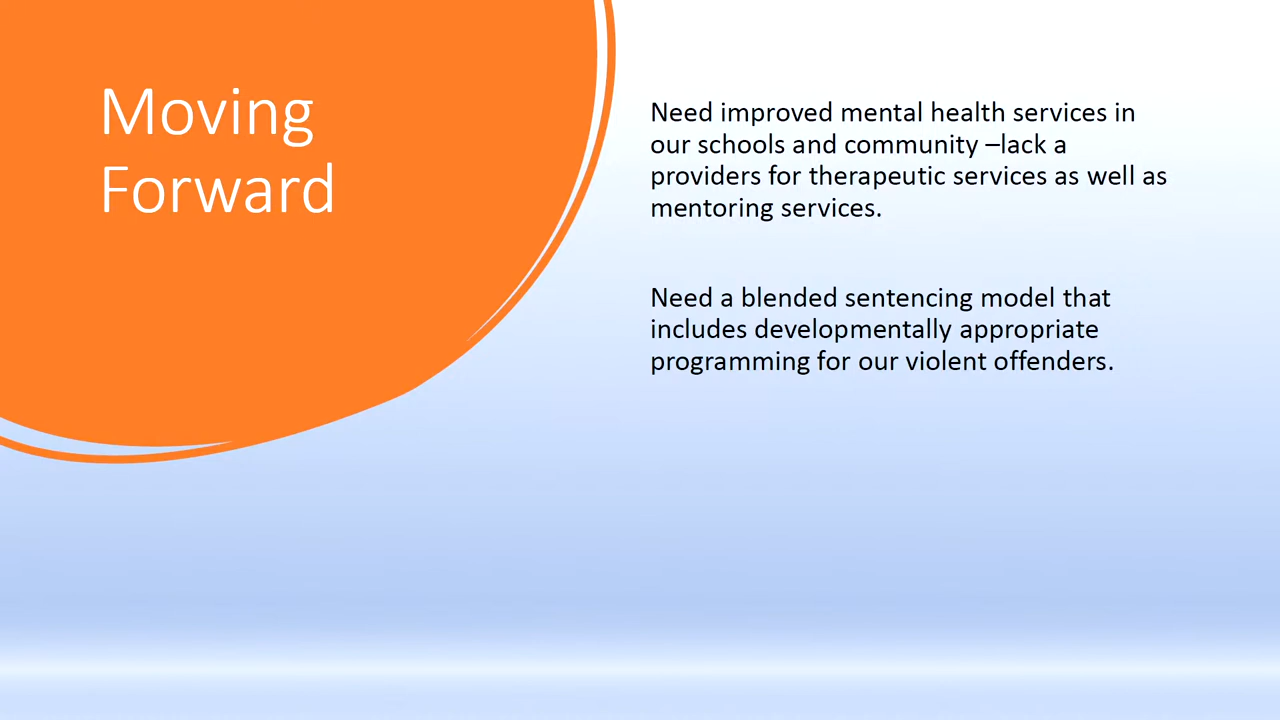 Moving
Forward
Need improved mental health services in
our schools and community –lack a
providers for therapeutic services as well as
mentoring services.
Need a blended sentencing model that
includes developmentally appropriate
programming for our violent offenders.